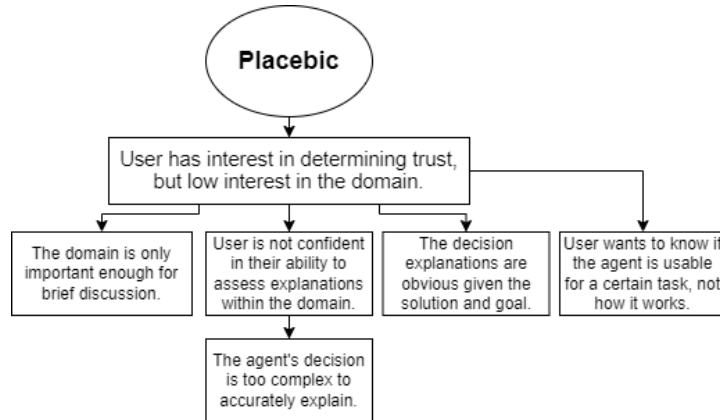 Placebic
User has interest in determining trust,
but low interest in the domain.
The domain is only
important enough for
brief discussion.
User is not confident
in their ability to
assess explanations
within the domain.
The decision
explanations are
obvious given the
solution and goal.
User wants to know if
the agent is usable
for a certain task, not
how it works.
The agent's decision
is too complex to
accurately explain.